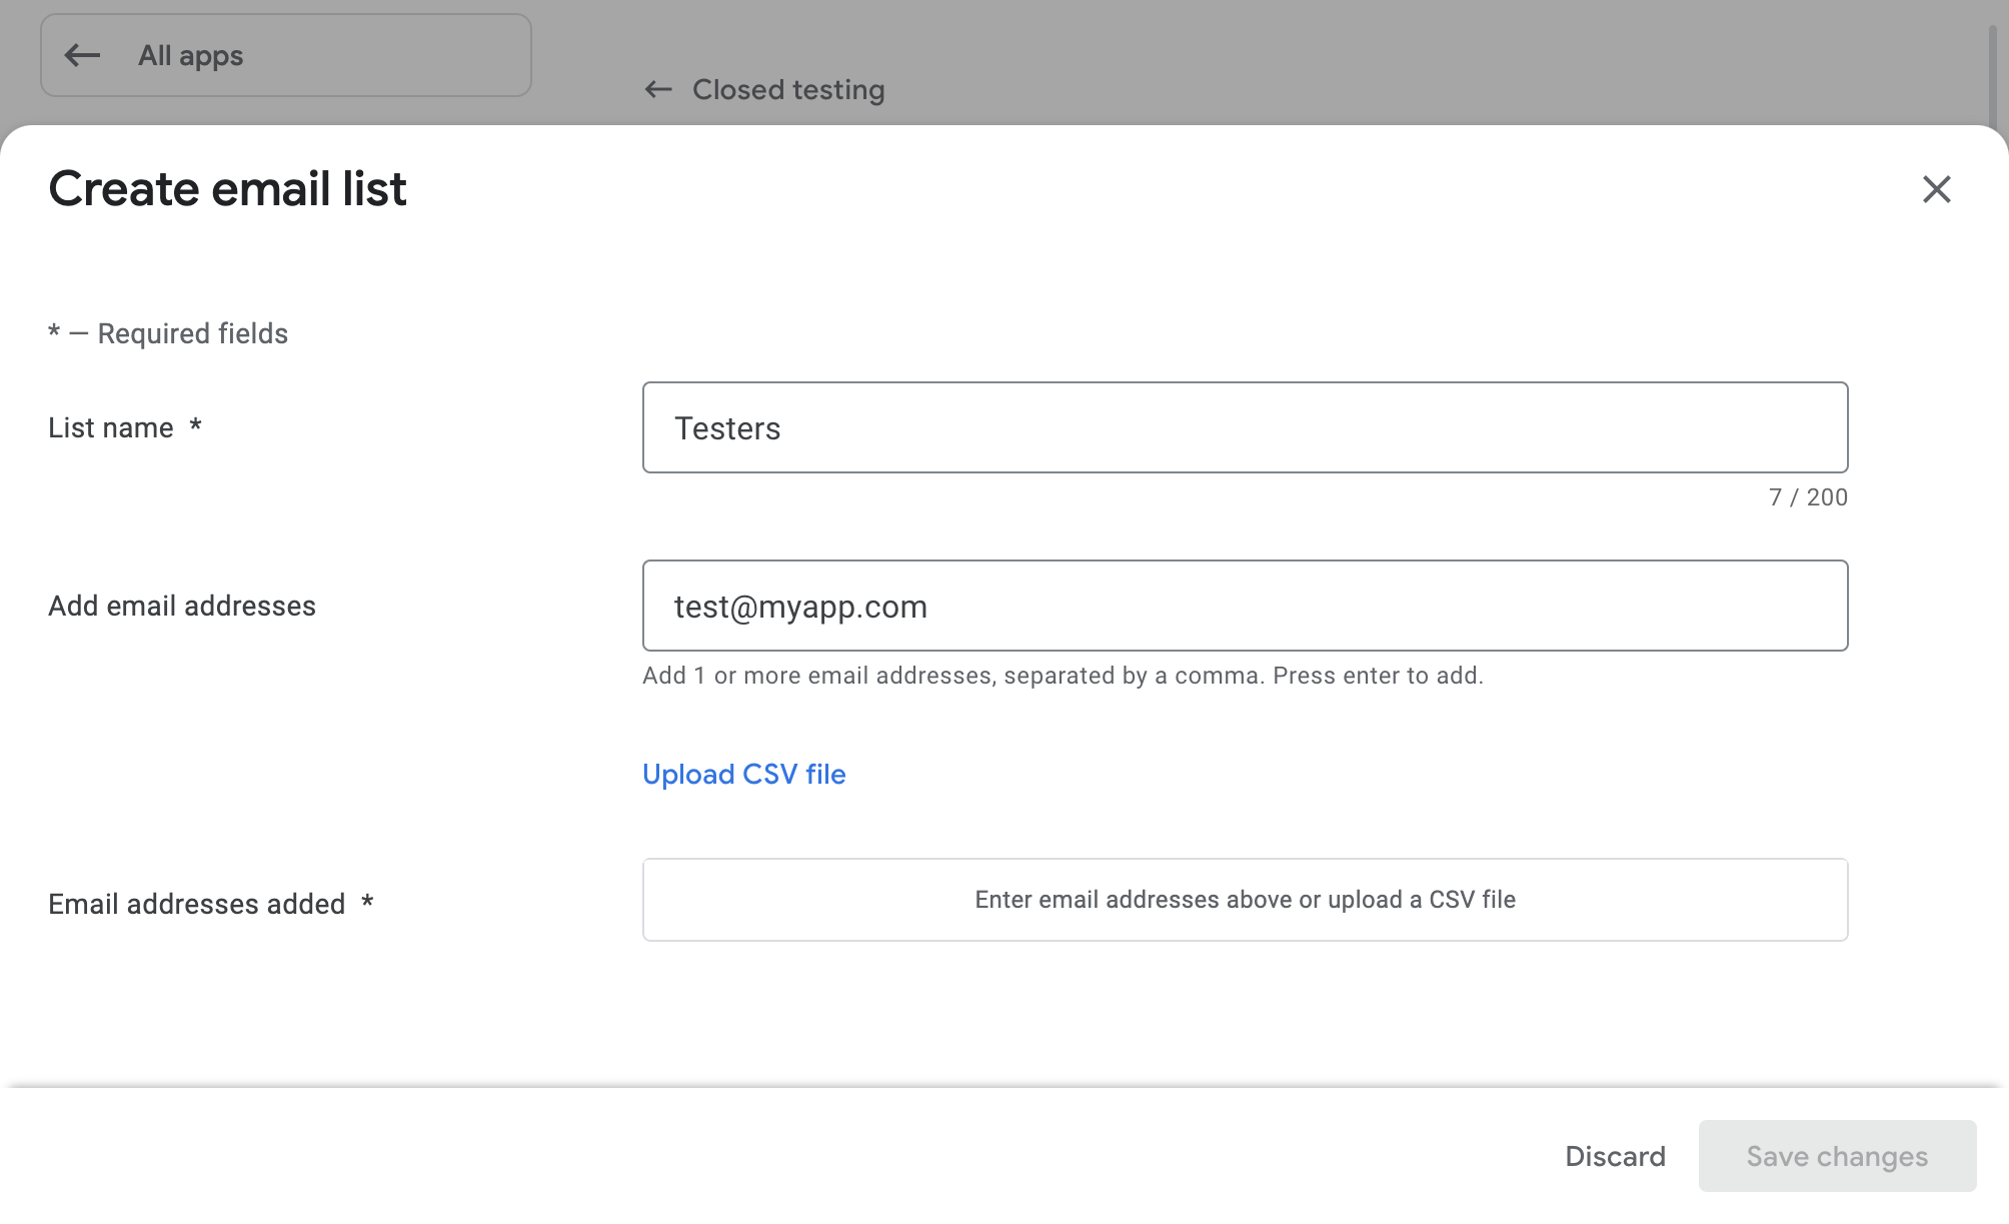 All apps
Closed testing
Create email list
* — Required fields
List name *
Testers
7 / 200
Add email addresses
test@myapp.com
Add 1 or more email addresses, separated by a comma. Press enter to add.
Upload CSV file
Email addresses added *
Enter email addresses above or upload a CSV file
Discard
Save changes